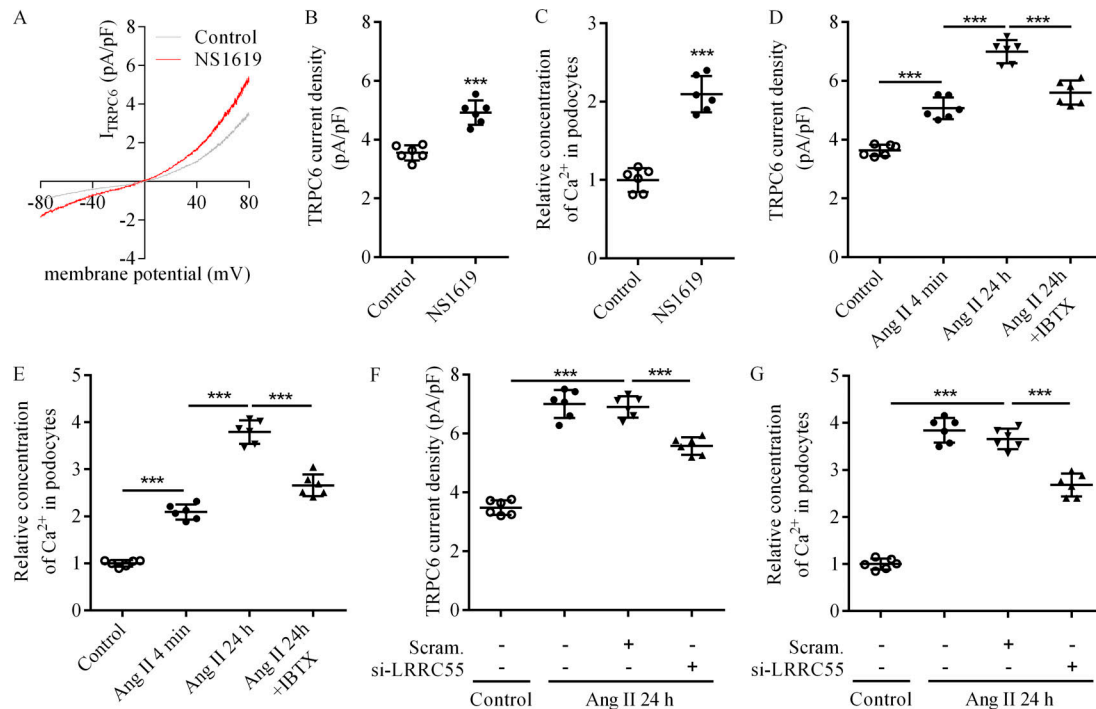 A
I_TRPC6 (pA/pF)
Control
NS1619
8
6
4
2
-80
-40
40
80
-2
-4
membrane potential (mV)
B
TRPC6 current density
(pA/pF)
8
6
4
2
0
***
Control
NS1619
C
Relative concentration
of Ca²⁺ in podocytes
3
2
1
0
***
Control
NS1619
D
TRPC6 current density
(pA/pF)
8
6
4
2
0
***
*** ***
Control
Ang II 4 min
Ang II 24 h
Ang II 24h
+IBTX
E
Relative concentration
of Ca²⁺ in podocytes
5
4
3
2
1
0
***
*** ***
Control
Ang II 4 min
Ang II 24 h
Ang II 24h
+IBTX
F
TRPC6 current density (pA/pF)
8
6
4
2
0
*** ***
Scram. - - + -
si-LRRC55 - - - +
Control Ang II 24 h
G
Relative concentration
of Ca²⁺ in podocytes
5
4
3
2
1
0
*** ***
Scram. - - + -
si-LRRC55 - - - +
Control Ang II 24 h